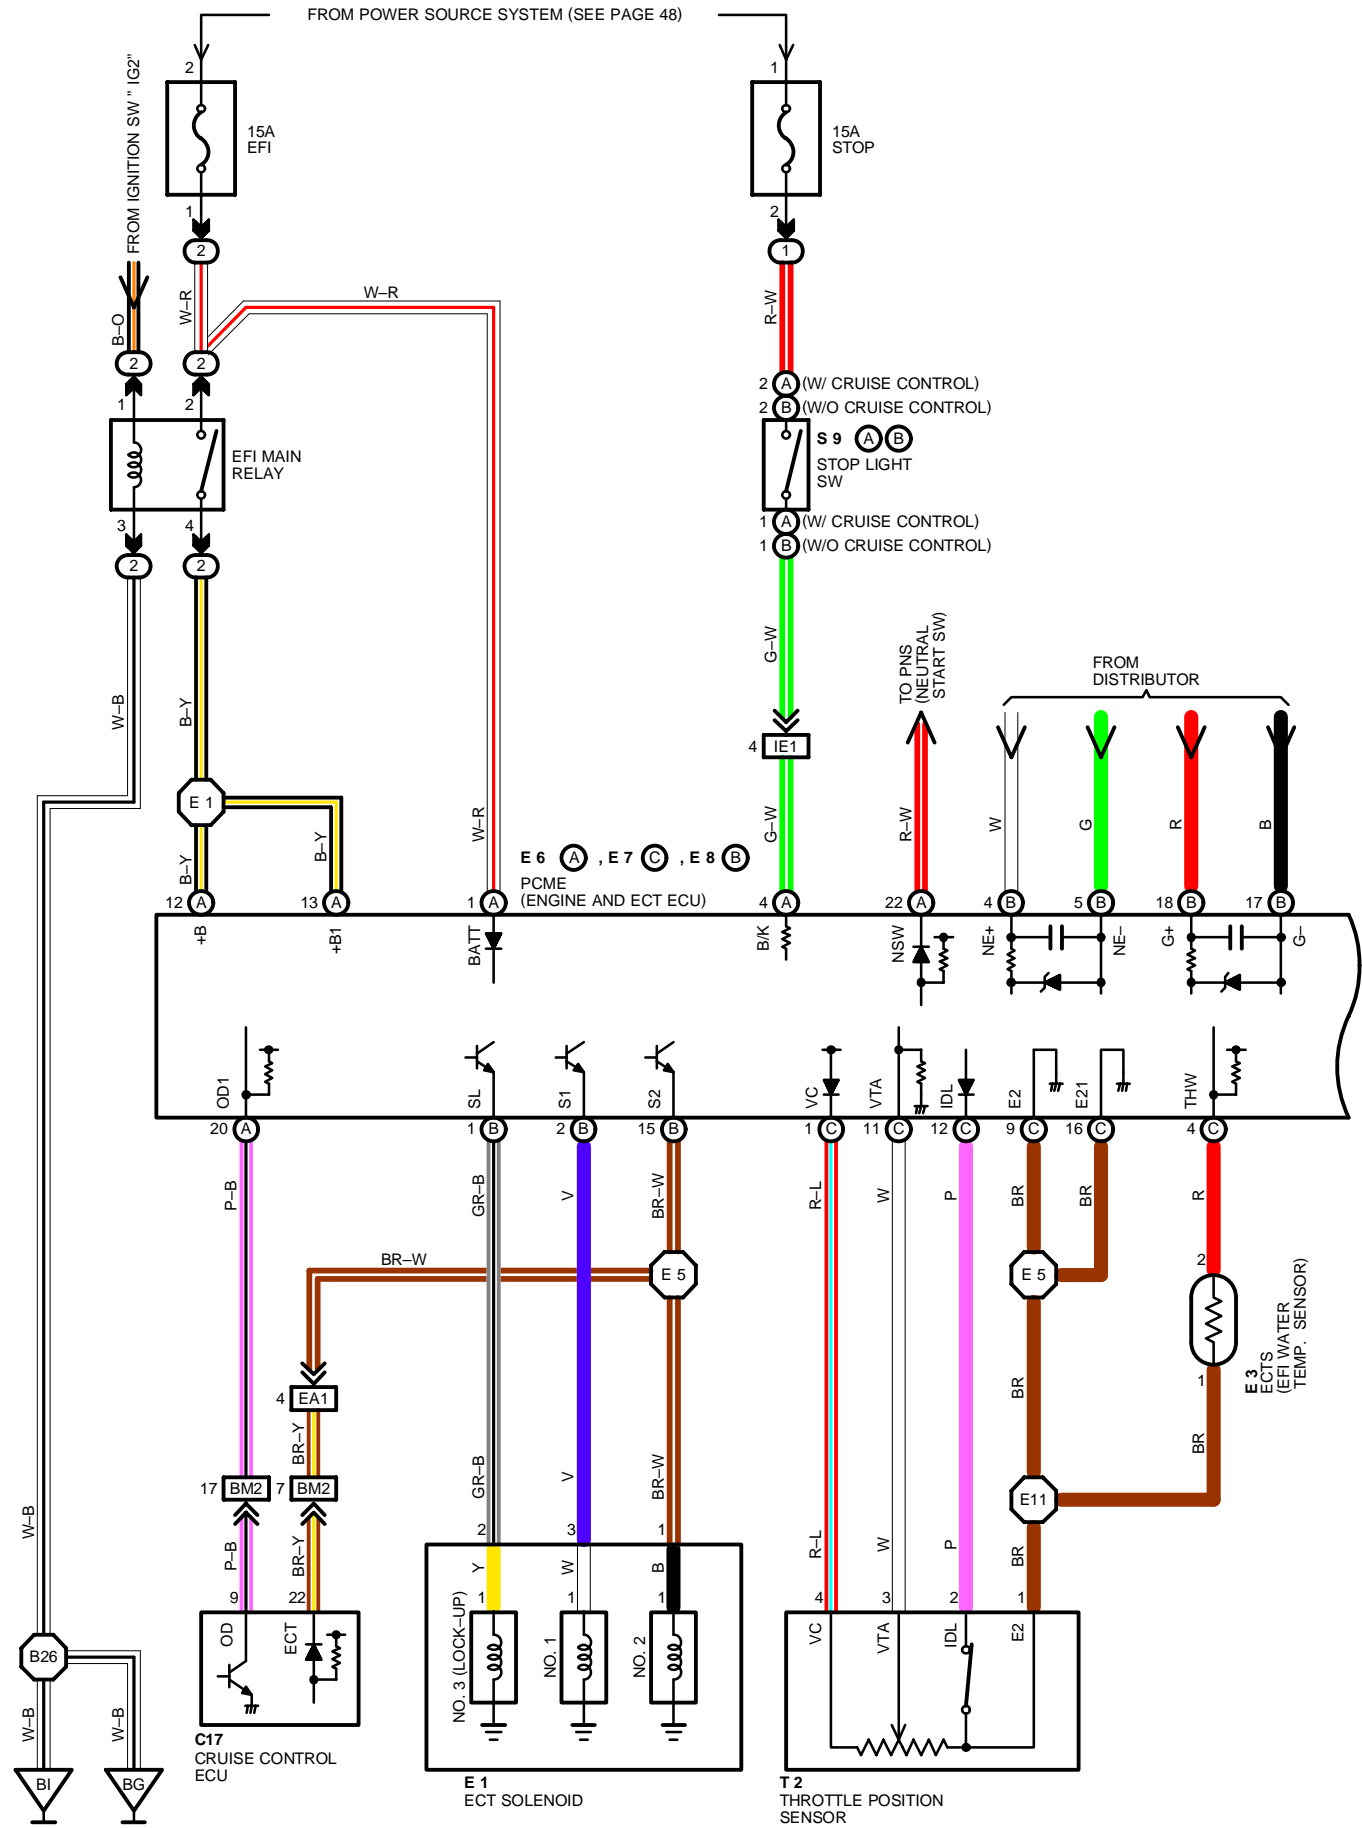 FROM POWER SOURCE SYSTEM (SEE PAGE 48)
2
1
FROM IGNITION SW " IG2"
15A
EFI
15A
STOP
1
2
2
1
W–R
B–O
W–R
R–W
2
2
2 A (W/ CRUISE CONTROL)
2 B (W/O CRUISE CONTROL)
1
2
EFI MAIN
RELAY
S 9 A B
STOP LIGHT
SW
3
4
1 A (W/ CRUISE CONTROL)
1 B (W/O CRUISE CONTROL)
2
2
W–B
B–Y
G–W
TO PNS
(NEUTRAL
START SW)
FROM
DISTRIBUTOR
4 IE1
E 1
B–Y
B–Y
W–R
G–W
R–W
W
G
R
B
E 6 A , E 7 C , E 8 B
PCME
(ENGINE AND ECT ECU)
12 A
13 A
1 A
4 A
22 A
4 B
5 B
18 B
17 B
+B
+B1
BATT
B/K
NSW
NE+
NE–
G+
G–
OD1
SL
S1
S2
VC
VTA
IDL
E2
E21
THW
20 A
1 B
2 B
15 B
1 C
11 C
12 C
9 C
16 C
4 C
P–B
GR–B
V
BR–W
R–L
W
P
BR
BR
R
BR–W
E 5
E 5
2
E 3
ECTS
(EFI WATER
TEMP. SENSOR)
1
4 EA1
BR–Y
BR
BR
17 BM2
7 BM2
GR–B
V
BR–W
E11
W–B
P–B
BR–Y
2
3
1
R–L
W
P
BR
Y
W
B
9
22
1
1
1
4
3
2
1
OD
ECT
NO. 3 (LOCK–UP)
NO. 1
NO. 2
VC
VTA
IDL
E2
B26
W–B
W–B
C17
CRUISE CONTROL
ECU
BI
BG
E 1
ECT SOLENOID
T 2
THROTTLE POSITION
SENSOR